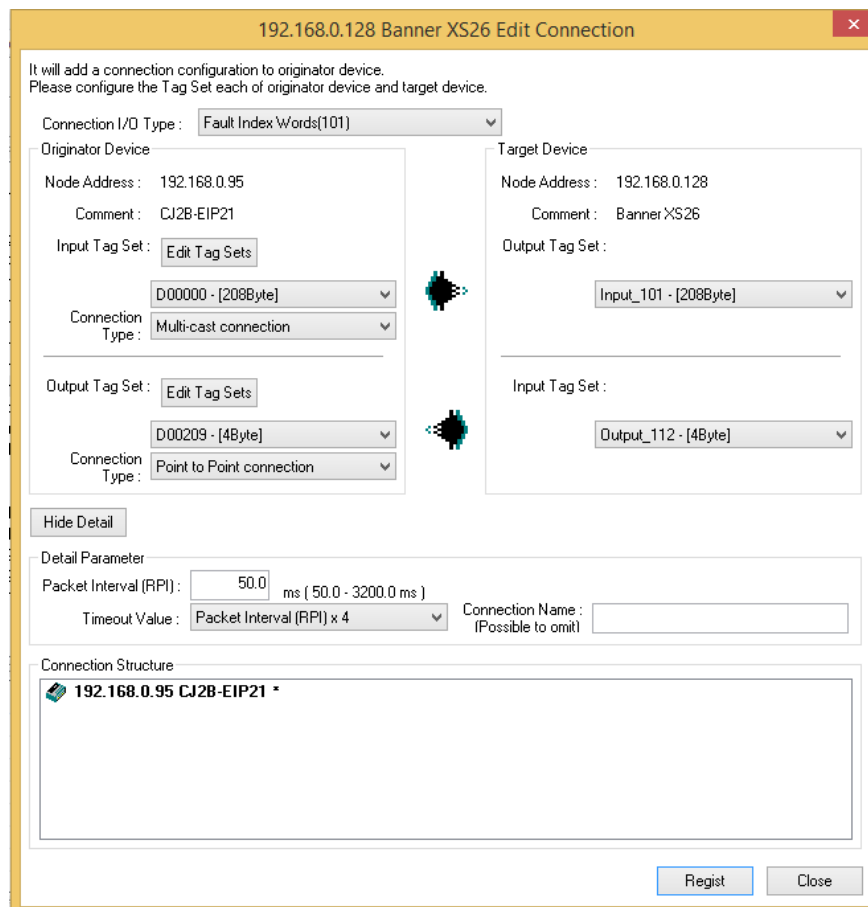 192.168.0.128 Banner XS26 Edit Connection
It will add a connection configuration to originator device.
Please configure the Tag Set each of originator device and target device.
Connection I/O Type : Fault Index Words(101)
Originator Device
Node Address : 192.168.0.95
Comment : CJ2B-EIP21
Input Tag Set : Edit Tag Sets
D00000 - [208Byte]
Connection Type : Multi-cast connection
Output Tag Set : Edit Tag Sets
D00209 - [4Byte]
Connection Type : Point to Point connection
Target Device
Node Address : 192.168.0.128
Comment : Banner XS26
Output Tag Set :
Input_101 - [208Byte]
Input Tag Set :
Output_112 - [4Byte]
Hide Detail
Detail Parameter
Packet Interval (RPI) : 50.0 ms ( 50.0 - 3200.0 ms )
Timeout Value : Packet Interval (RPI) x 4
Connection Name :
(Possible to omit)
Connection Structure
192.168.0.95 CJ2B-EIP21 *
Regist Close